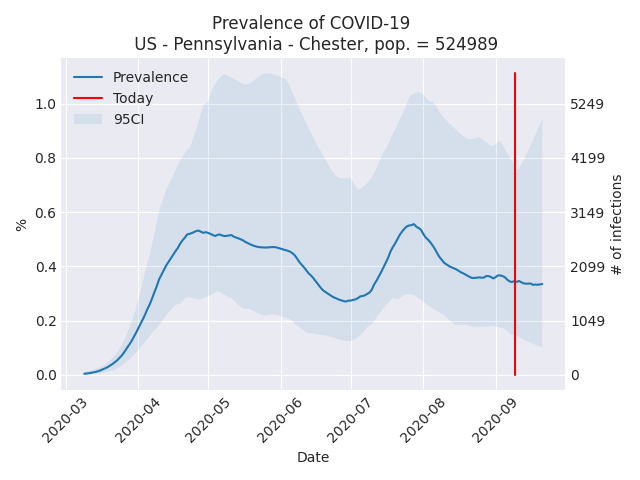 Prevalence of COVID-19
US - Pennsylvania - Chester, pop. = 524989
Prevalence
Today
95CI
1.0
0.8
0.6
0.4
0.2
0.0
%
5249
4199
3149
2099
1049
0
# of infections
2020-03
2020-04
2020-05
2020-06
2020-07
2020-08
2020-09
Date